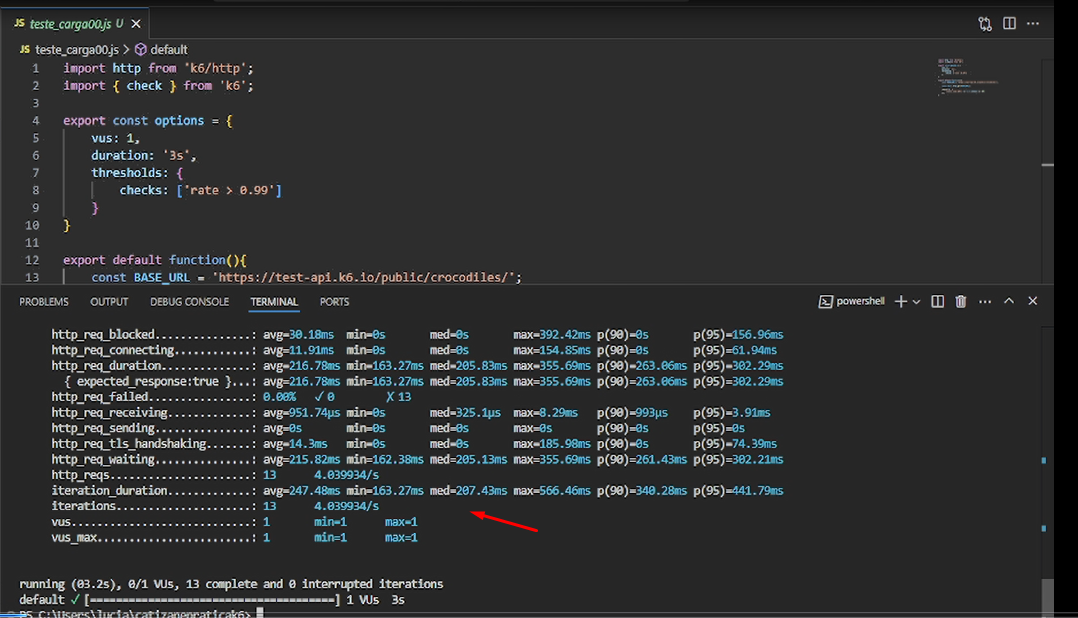 JS teste_carga00.js U ×
JS teste_carga00.js > default
1 import http from 'k6/http';
2 import { check } from 'k6';
3
4 export const options = {
5 vus: 1,
6 duration: '3s',
7 thresholds: {
8 checks: ['rate > 0.99']
9 }
10 }
11
12 export default function(){
13 const BASE_URL = 'https://test-api.k6.io/public/crocodiles/';
PROBLEMS OUTPUT DEBUG CONSOLE TERMINAL PORTS powershell
http_req_blocked................: avg=30.18ms min=0s med=0s max=392.42ms p(90)=0s p(95)=156.96ms
http_req_connecting.............: avg=11.91ms min=0s med=0s max=154.85ms p(90)=0s p(95)=61.94ms
http_req_duration...............: avg=216.78ms min=163.27ms med=205.83ms max=355.69ms p(90)=263.06ms p(95)=302.29ms
{ expected_response:true }...: avg=216.78ms min=163.27ms med=205.83ms max=355.69ms p(90)=263.06ms p(95)=302.29ms
http_req_failed.................: 0.00% ✓ 0 ✗ 13
http_req_receiving..............: avg=951.74µs min=0s med=325.1µs max=8.29ms p(90)=993µs p(95)=3.91ms
http_req_sending................: avg=0s min=0s med=0s max=0s p(90)=0s p(95)=0s
http_req_tls_handshaking........: avg=14.3ms min=0s med=0s max=185.98ms p(90)=0s p(95)=74.39ms
http_req_waiting................: avg=215.82ms min=162.38ms med=205.13ms max=355.69ms p(90)=261.43ms p(95)=302.21ms
http_reqs.......................: 13 4.039934/s
iteration_duration..............: avg=247.48ms min=163.27ms med=207.43ms max=566.46ms p(90)=340.28ms p(95)=441.79ms
iterations......................: 13 4.039934/s
vus.............................: 1 min=1 max=1
vus_max.........................: 1 min=1 max=1
running (03.2s), 0/1 VUs, 13 complete and 0 interrupted iterations
default ✓ [======================================] 1 VUs 3s
PS C:\Users\lucia\catizanepraticak6>